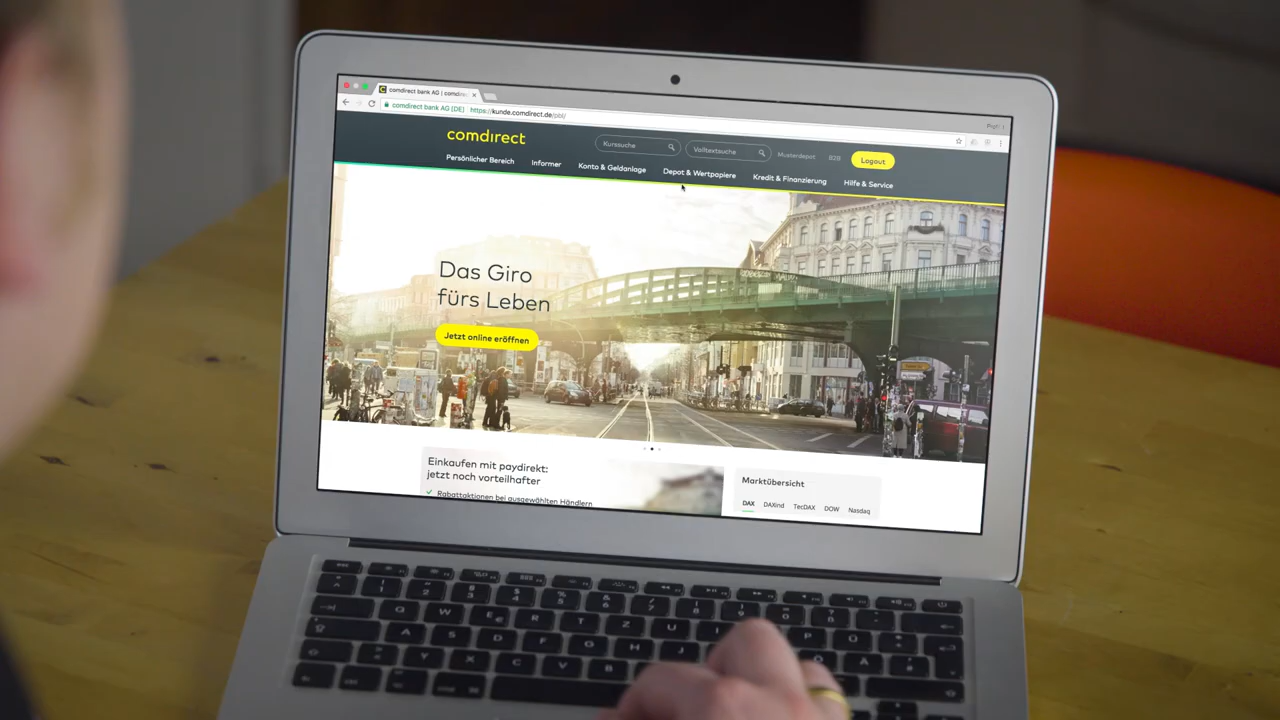 comdirect bank AG | comdirec
comdirect bank AG [DE] https://kunde.comdirect.de/pbl/
comdirect
Kurssuche
Volltextsuche
Musterdepot
B2B
Logout
Persönlicher Bereich
Informer
Konto & Geldanlage
Depot & Wertpapiere
Kredit & Finanzierung
Hilfe & Service
Das Giro
fürs Leben
Jetzt online eröffnen
Einkaufen mit paydirekt:
jetzt noch vorteilhafter
Rabattaktionen bei ausgewählten Händlern
Marktübersicht
DAX DAXind TecDAX DOW Nasdaq
Q W E R T Z U I O P Ü
A S D F G H J K Ö Ä #
Y X C V B N M